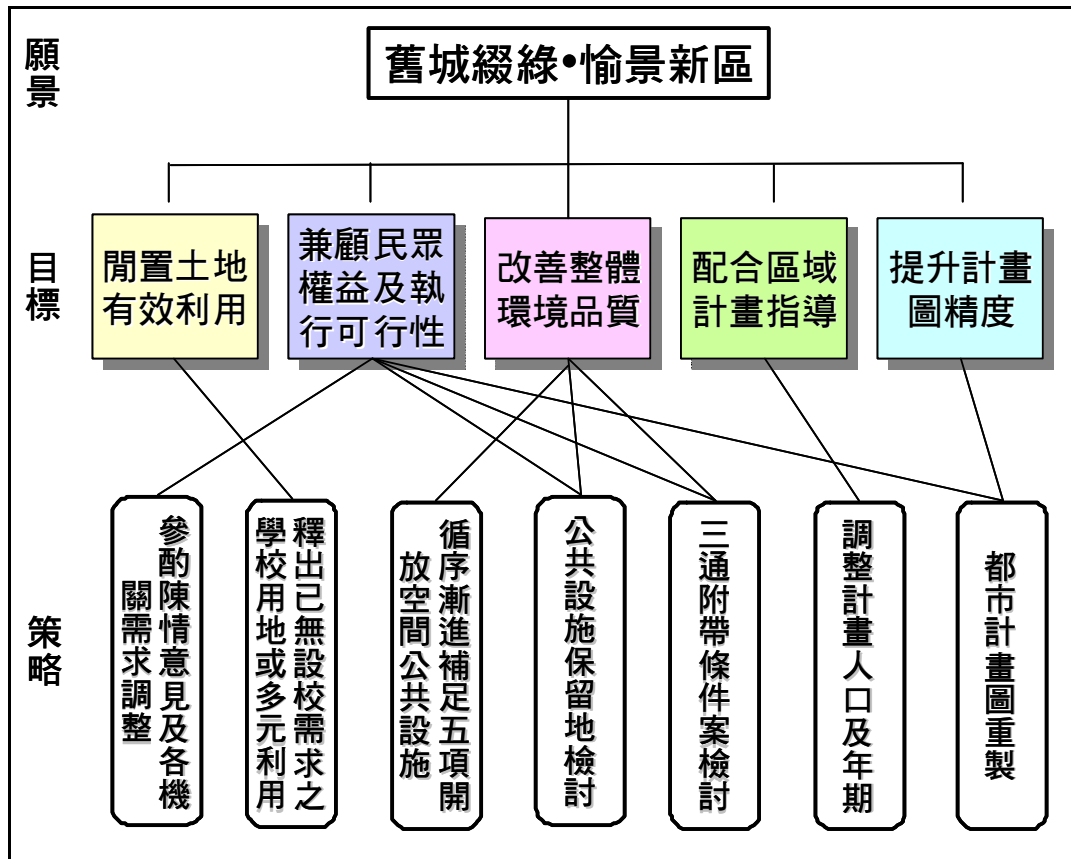 願景
舊城綴綠•愉景新區
目標
閒置土地
有效利用
兼顧民眾
權益及執
行可行性
改善整體
環境品質
配合區域
計畫指導
提升計畫
圖精度
策略
參酌陳情意見及各機
關需求調整
釋出已無設校需求之
學校用地或多元利用
循序漸進補足五項開
放空間公共設施
公共設施保留地檢討
三通附帶條件案檢討
調整計畫人口及年期
都市計畫圖重製